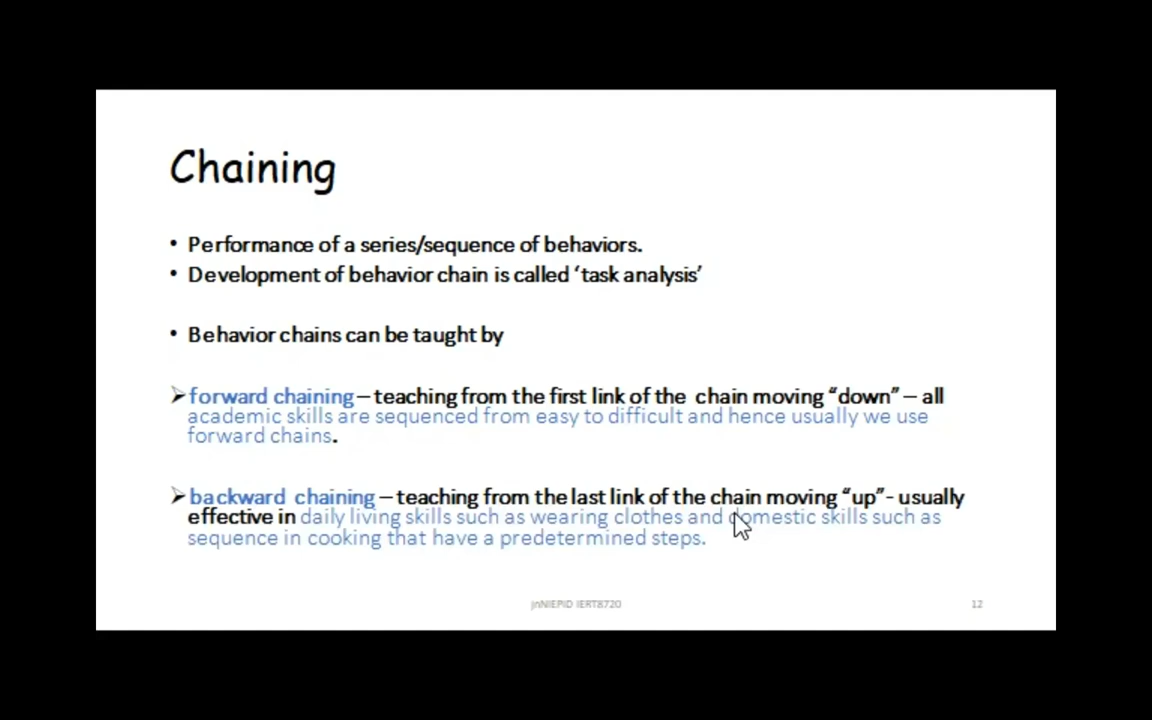 Chaining
• Performance of a series/sequence of behaviors.
• Development of behavior chain is called ‘task analysis’
• Behavior chains can be taught by
➢forward chaining – teaching from the first link of the chain moving “down” – all
academic skills are sequenced from easy to difficult and hence usually we use
forward chains.
➢backward chaining – teaching from the last link of the chain moving “up”- usually
effective in daily living skills such as wearing clothes and domestic skills such as
sequence in cooking that have a predetermined steps.
jnNIEPID IERT8720
12